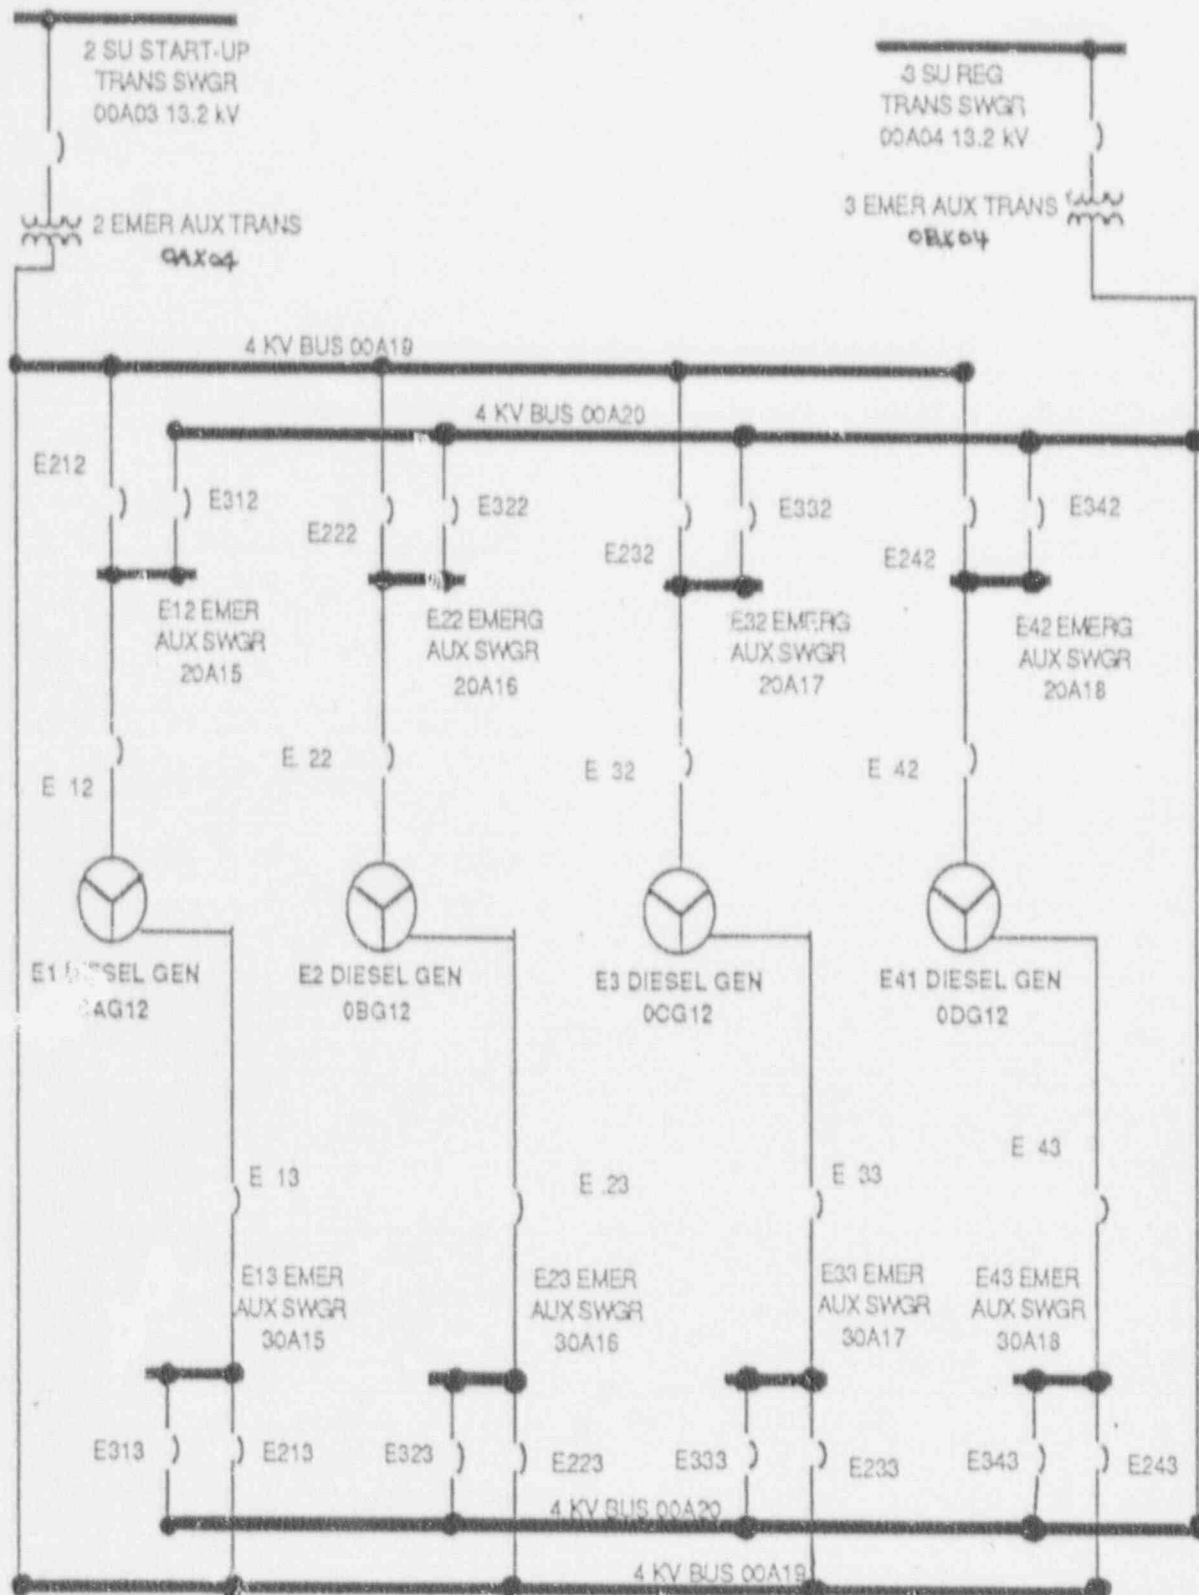 2 SU START-UP
TRANS SWGR
00A03 13.2 kV
3 SU REG
TRANS SWGR
00A04 13.2 kV
2 EMER AUX TRANS
0AX04
3 EMER AUX TRANS
0BX04
4 KV BUS 00A19
4 KV BUS 00A20
E212
E312
E222
E322
E232
E332
E242
E342
E12 EMER
AUX SWGR
20A15
E22 EMERG
AUX SWGR
20A16
E32 EMERG
AUX SWGR
20A17
E42 EMERG
AUX SWGR
20A18
E 12
E 22
E 32
E 42
E1 DIESEL GEN
0AG12
E2 DIESEL GEN
0BG12
E3 DIESEL GEN
0CG12
E41 DIESEL GEN
0DG12
E 13
E .23
E 33
E 43
E13 EMER
AUX SWGR
30A15
E23 EMER
AUX SWGR
30A16
E33 EMER
AUX SWGR
30A17
E43 EMER
AUX SWGR
30A18
E313
E213
E323
E223
E333
E233
E343
E243
4 KV BUS 00A20
4 KV BUS 00A19